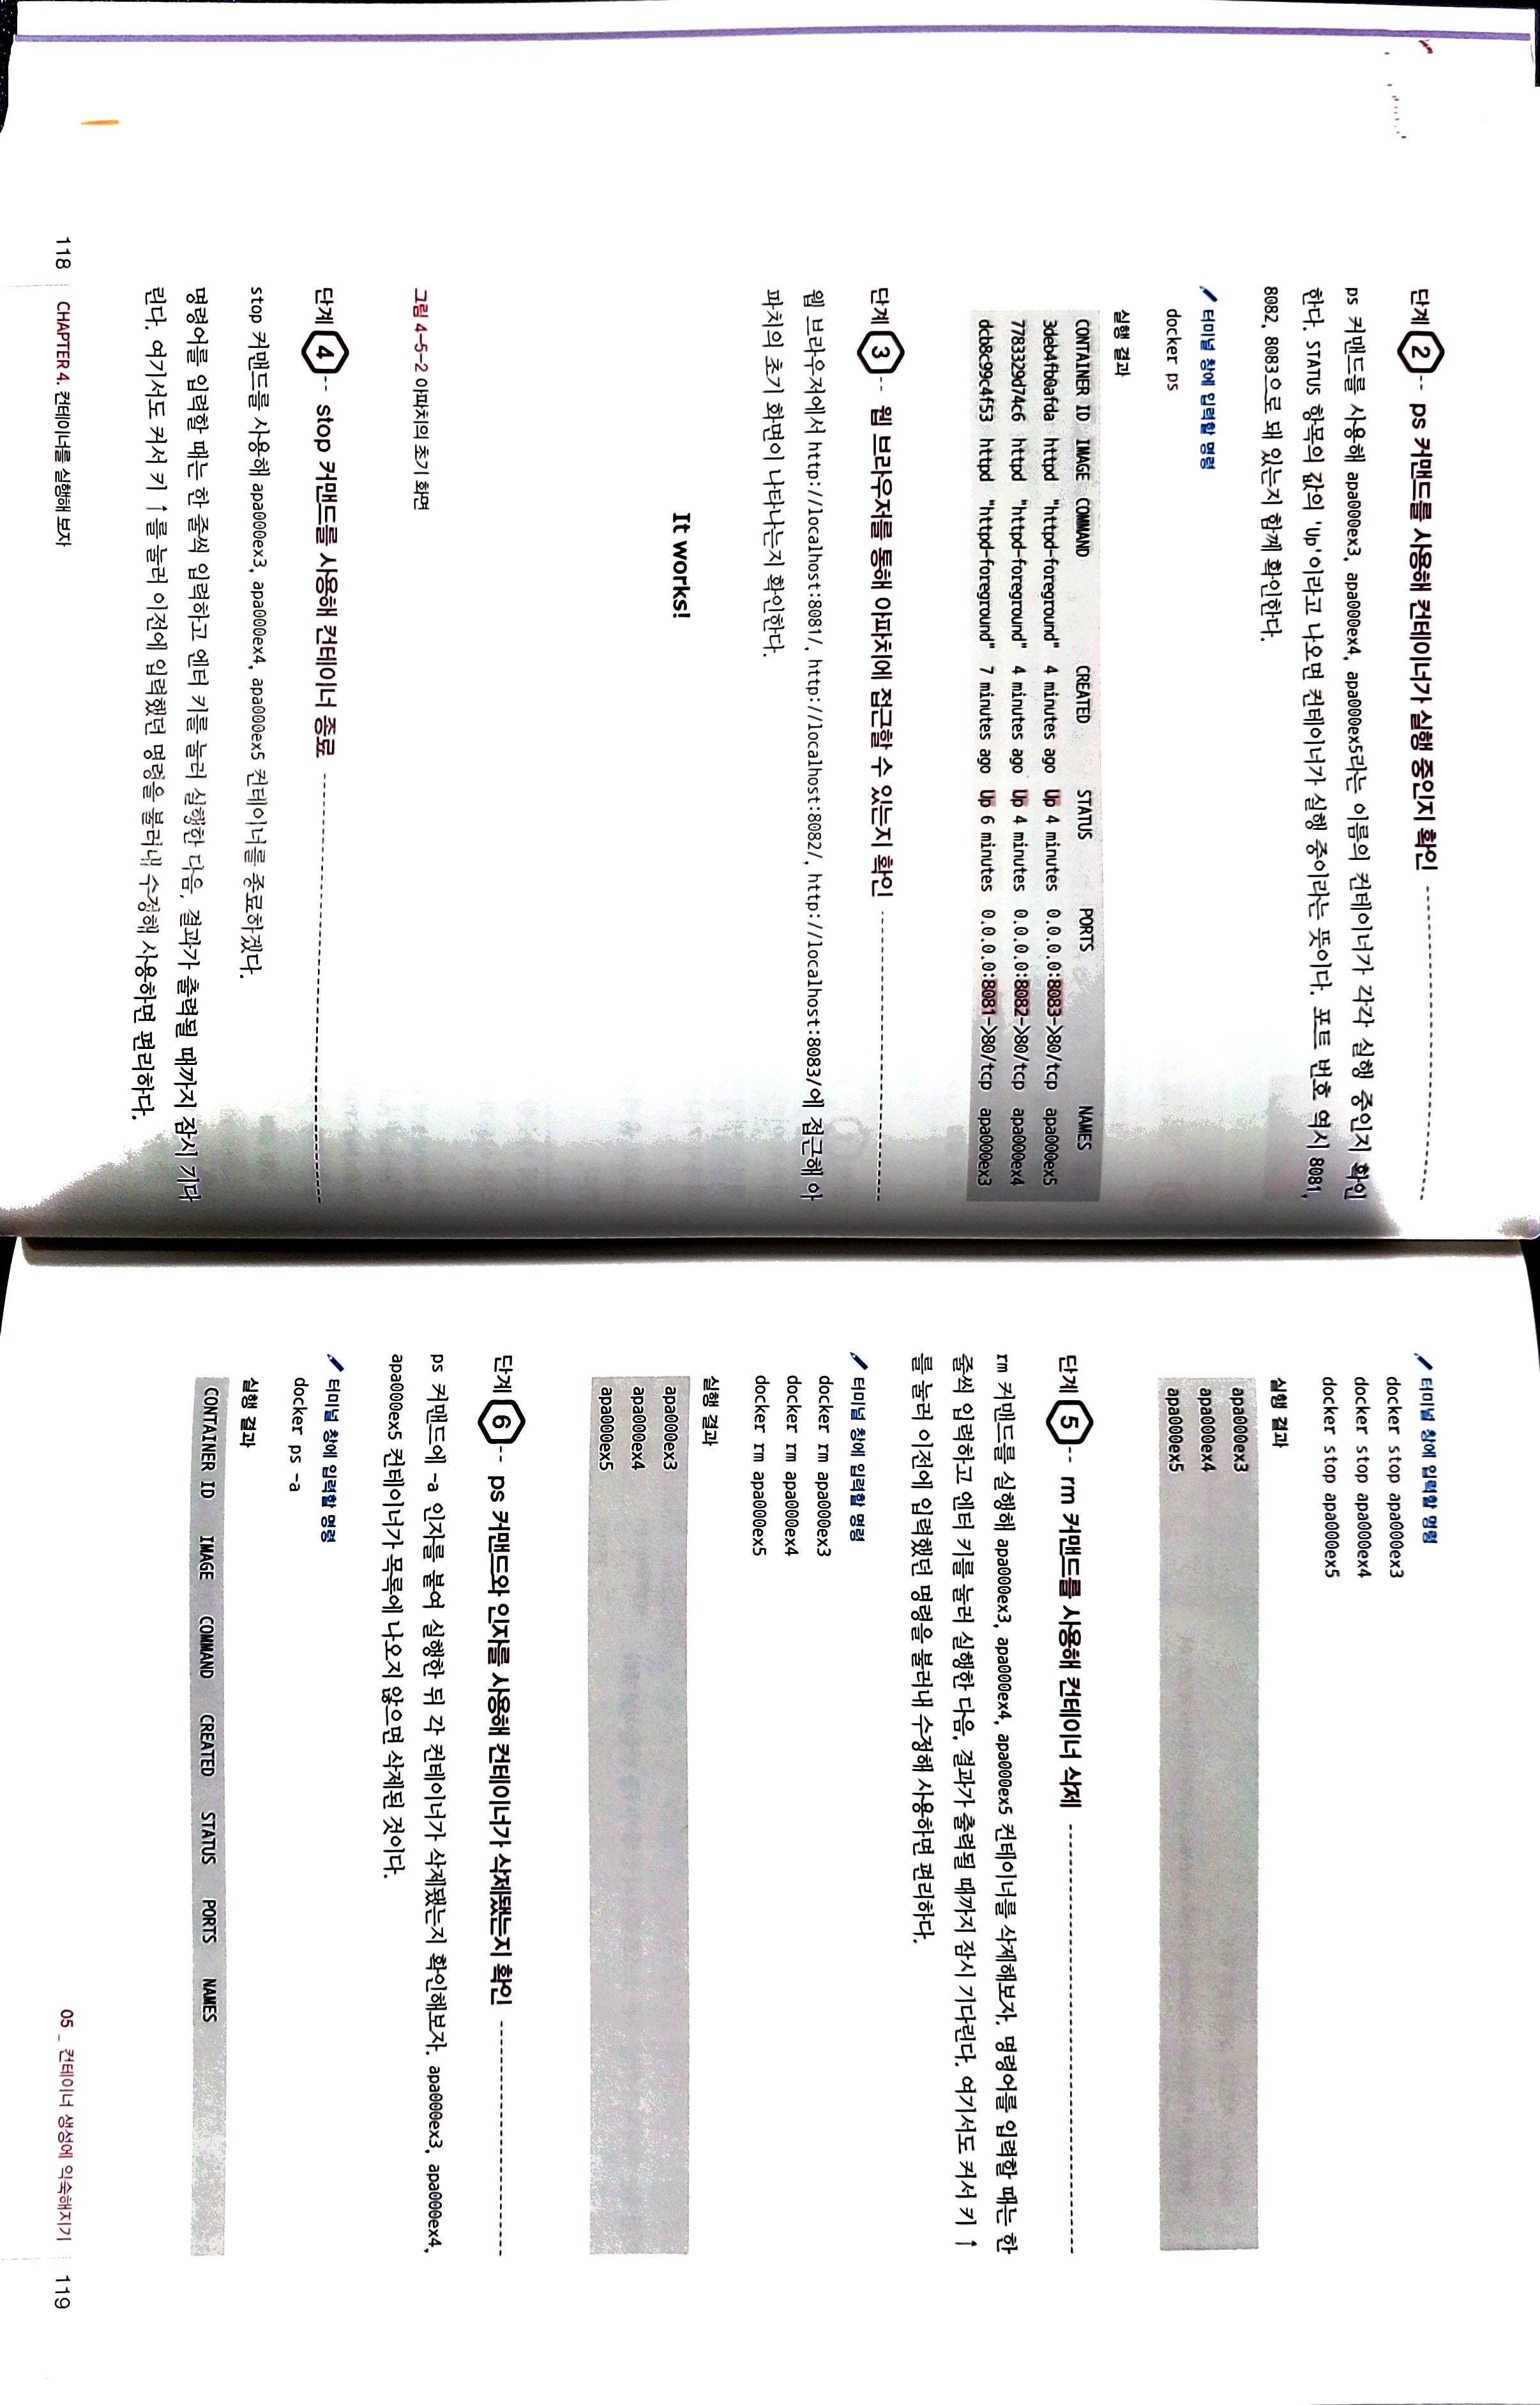 단계 2 ps 커맨드를 사용해 컨테이너가 실행 중인지 확인
ps 커맨드를 사용해 apa000ex3, apa000ex4, apa000ex5라는 이름의 컨테이너가 각각 실행 중인지 확인
한다. STATUS 항목의 값의 'Up'이라고 나오면 컨테이너가 실행 중이라는 뜻이다. 포트 번호 역시 8081,
8082, 8083으로 돼 있는지 함께 확인한다.
터미널 창에 입력할 명령
docker ps
실행 결과
CONTAINER ID IMAGE COMMAND CREATED STATUS PORTS NAMES
3deb4fb0afda httpd "httpd-foreground" 4 minutes ago Up 4 minutes 0.0.0.0:8083->80/tcp apa000ex5
7783329d74c6 httpd "httpd-foreground" 4 minutes ago Up 4 minutes 0.0.0.0:8082->80/tcp apa000ex4
dcb8c99c4f53 httpd "httpd-foreground" 7 minutes ago Up 6 minutes 0.0.0.0:8081->80/tcp apa000ex3
단계 3 웹 브라우저를 통해 아파치에 접근할 수 있는지 확인
웹 브라우저에서 http://localhost:8081/, http://localhost:8082/, http://localhost:8083/에 접근해 아
파치의 초기 화면이 나타나는지 확인한다.
It works!
그림 4-5-2 아파치의 초기 화면
단계 4 stop 커맨드를 사용해 컨테이너 종료
stop 커맨드를 사용해 apa000ex3, apa000ex4, apa000ex5 컨테이너를 종료하겠다.
명령어를 입력할 때는 한 줄씩 입력하고 엔터 키를 눌러 실행한 다음, 결과가 출력될 때까지 잠시 기다
린다. 여기서도 커서 키 ↑를 눌러 이전에 입력했던 명령을 불러내 수정해 사용하면 편리하다.
118 CHAPTER 4. 컨테이너를 실행해 보자
터미널 창에 입력할 명령
docker stop apa000ex3
docker stop apa000ex4
docker stop apa000ex5
실행 결과
apa000ex3
apa000ex4
apa000ex5
단계 5 rm 커맨드를 사용해 컨테이너 삭제
rm 커맨드를 실행해 apa000ex3, apa000ex4, apa000ex5 컨테이너를 삭제해보자. 명령어를 입력할 때는 한
줄씩 입력하고 엔터 키를 눌러 실행한 다음, 결과가 출력될 때까지 잠시 기다린다. 여기서도 커서 키 ↑
를 눌러 이전에 입력했던 명령을 불러내 수정해 사용하면 편리하다.
터미널 창에 입력할 명령
docker rm apa000ex3
docker rm apa000ex4
docker rm apa000ex5
실행 결과
apa000ex3
apa000ex4
apa000ex5
단계 6 ps 커맨드와 인자를 사용해 컨테이너가 삭제됐는지 확인
ps 커맨드에 -a 인자를 붙여 실행한 뒤 각 컨테이너가 삭제됐는지 확인해보자. apa000ex3, apa000ex4,
apa000ex5 컨테이너가 목록에 나오지 않으면 삭제된 것이다.
터미널 창에 입력할 명령
docker ps -a
실행 결과
CONTAINER ID IMAGE COMMAND CREATED STATUS PORTS NAMES
05 _ 컨테이너 생성에 익숙해지기 119